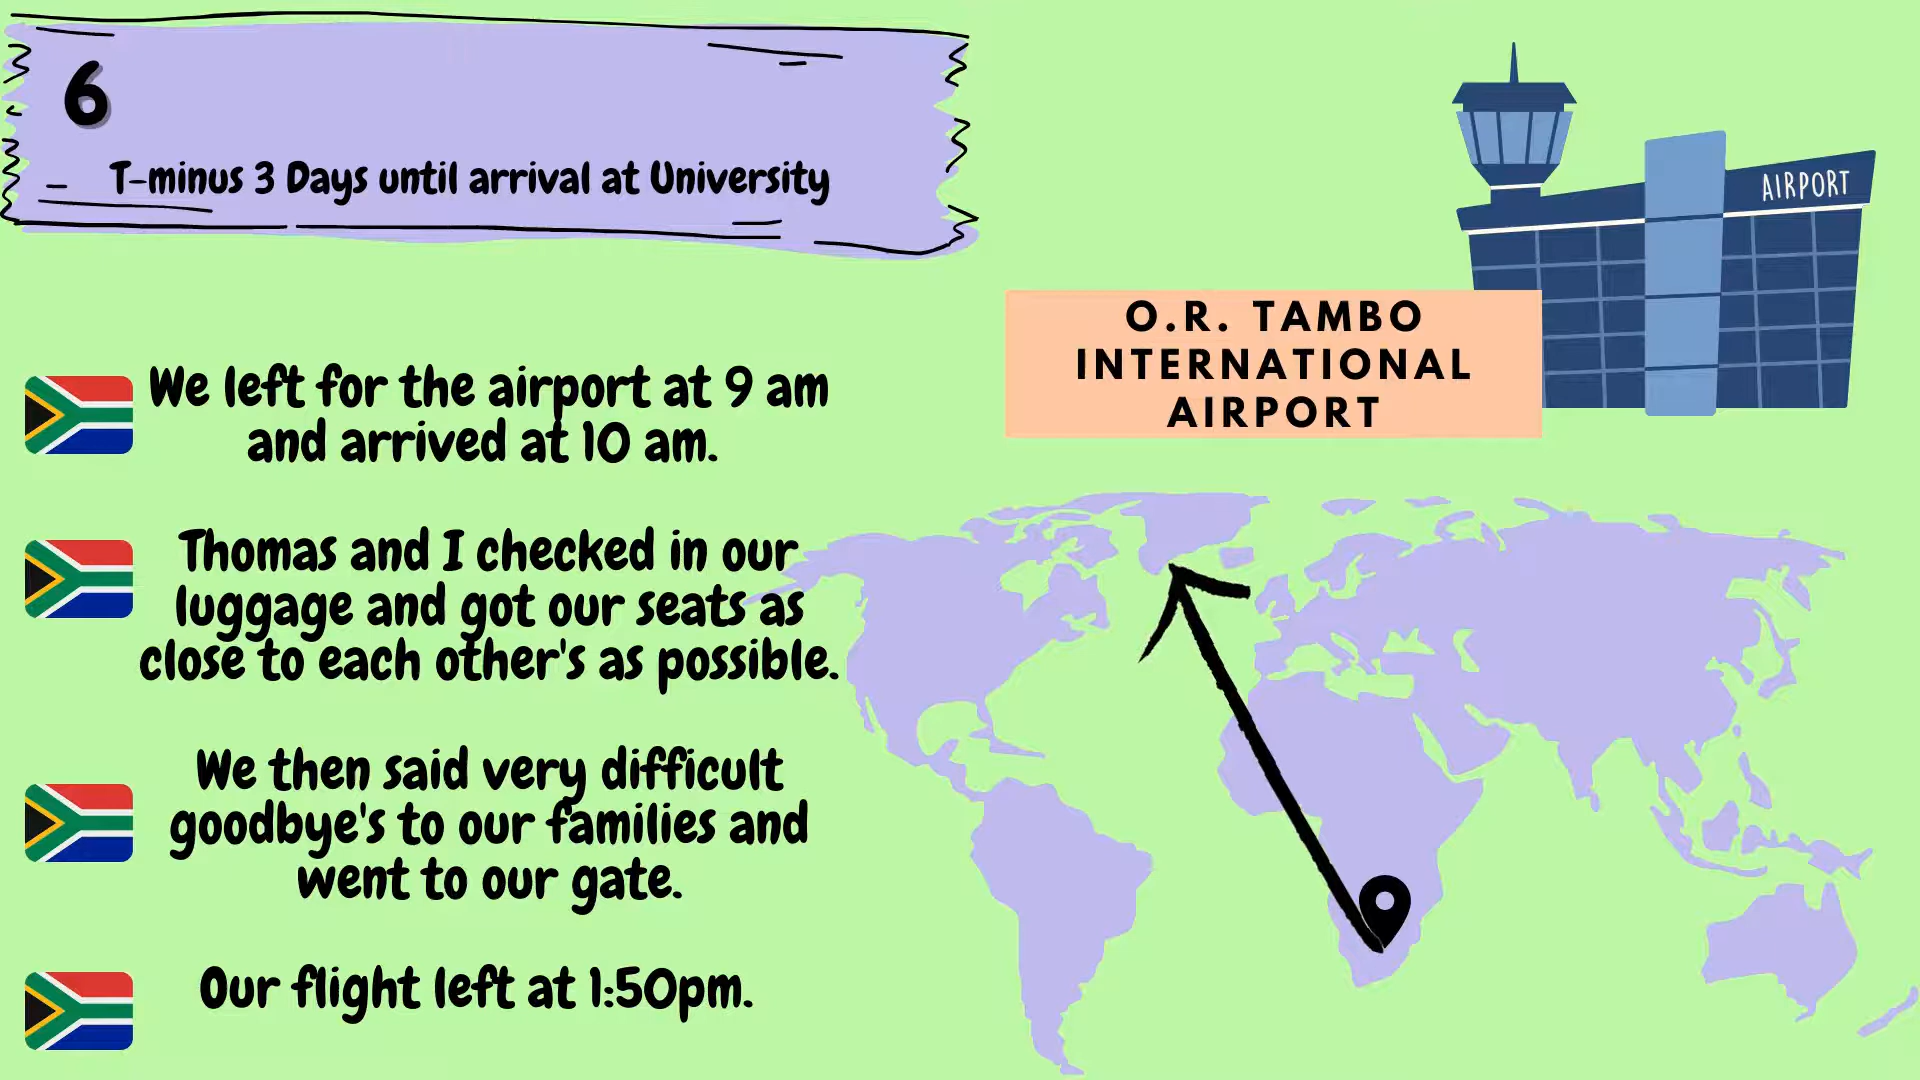 6
T-minus 3 Days until arrival at University
We left for the airport at 9 am
and arrived at 10 am.
Thomas and I checked in our
luggage and got our seats as
close to each other's as possible.
We then said very difficult
goodbye's to our families and
went to our gate.
Our flight left at 1:50pm.
AIRPORT
O.R. TAMBO
INTERNATIONAL
AIRPORT